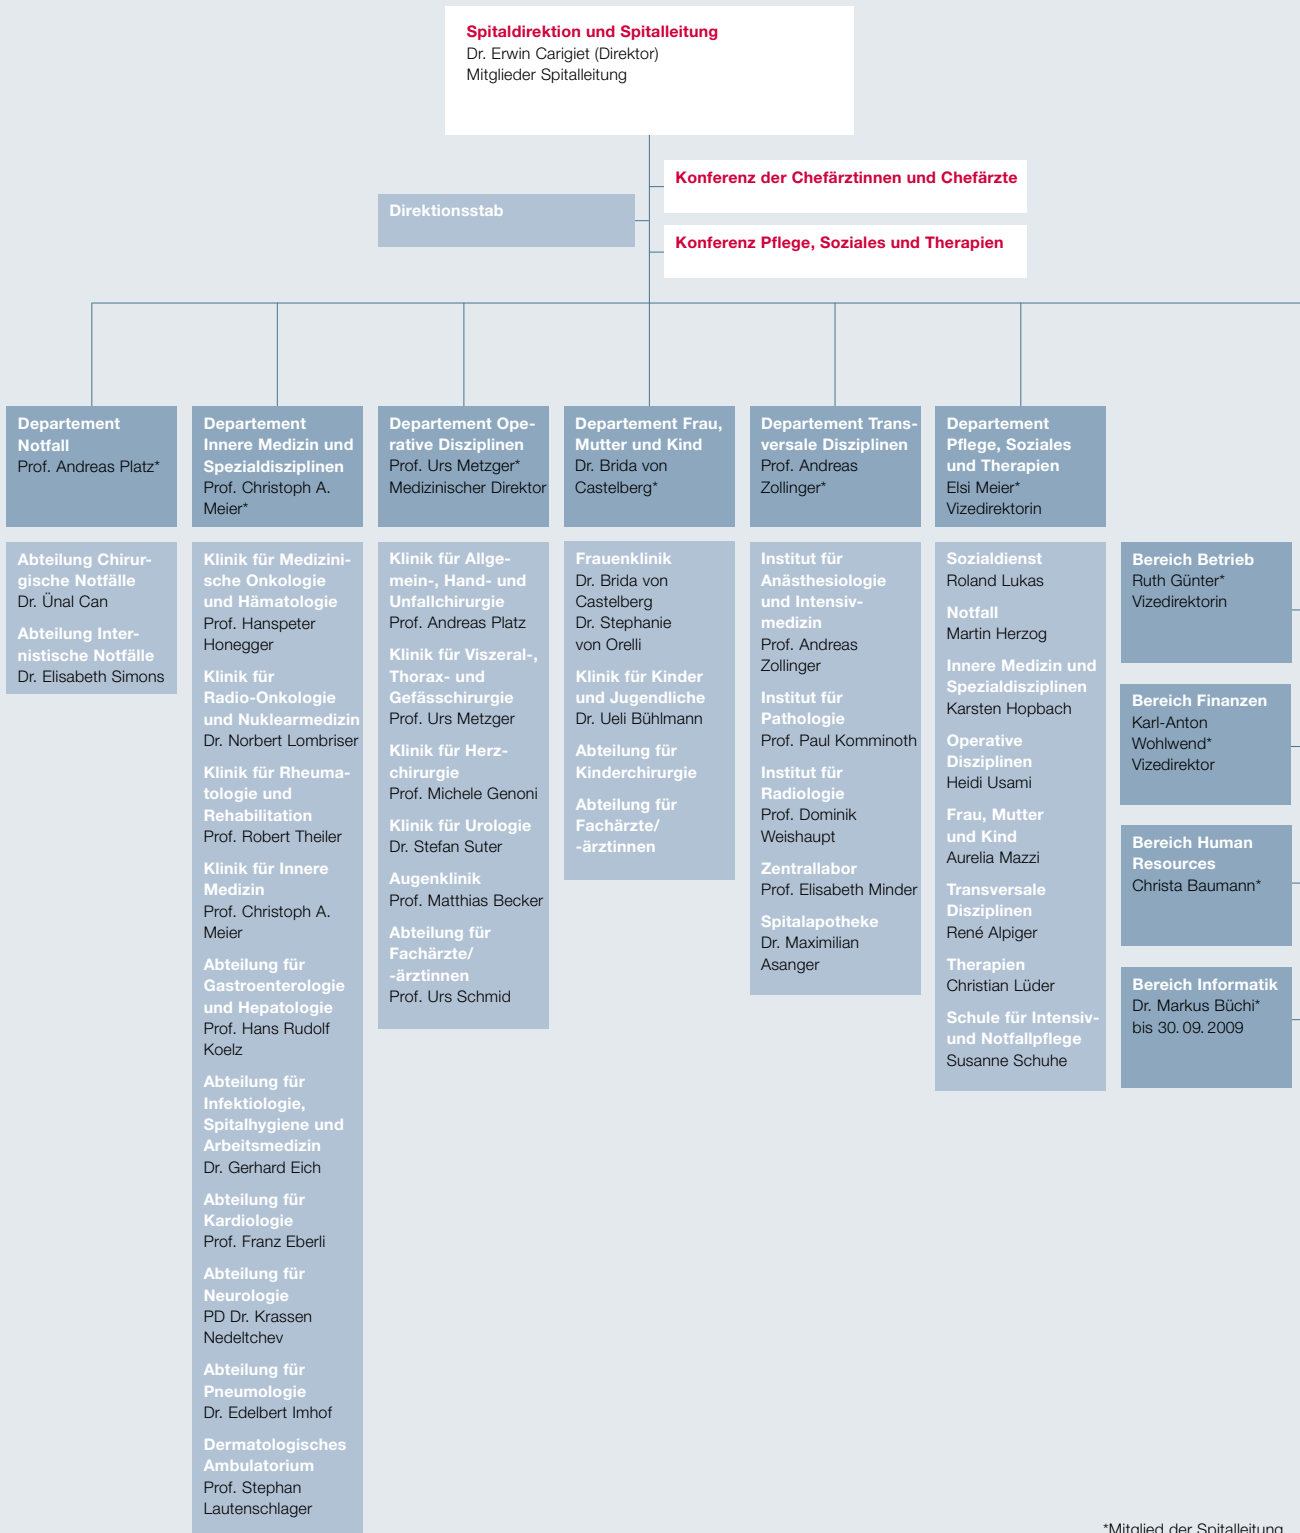 Spitaldirektion und Spitalleitung
Dr. Erwin Carigiet (Direktor)
Mitglieder Spitalleitung
Konferenz der Chefärztinnen und Chefärzte
Direktionsstab
Konferenz Pflege, Soziales und Therapien
Departement
Notfall
Prof. Andreas Platz*
Abteilung Chirur-
gische Notfälle
Dr. Ünal Can
Abteilung Inter-
nistische Notfälle
Dr. Elisabeth Simons
Departement
Innere Medizin und
Spezialdisziplinen
Prof. Christoph A.
Meier*
Klinik für Medizini-
sche Onkologie
und Hämatologie
Prof. Hanspeter
Honegger
Klinik für
Radio-Onkologie
und Nuklearmedizin
Dr. Norbert Lombriser
Klinik für Rheuma-
tologie und
Rehabilitation
Prof. Robert Theiler
Klinik für Innere
Medizin
Prof. Christoph A.
Meier
Abteilung für
Gastroenterologie
und Hepatologie
Prof. Hans Rudolf
Koelz
Abteilung für
Infektiologie,
Spitalhygiene und
Arbeitsmedizin
Dr. Gerhard Eich
Abteilung für
Kardiologie
Prof. Franz Eberli
Abteilung für
Neurologie
PD Dr. Krassen
Nedeltchev
Abteilung für
Pneumologie
Dr. Edelbert Imhof
Dermatologisches
Ambulatorium
Prof. Stephan
Lautenschlager
Departement Ope-
rative Disziplinen
Prof. Urs Metzger*
Medizinischer Direktor
Klinik für Allge-
mein-, Hand- und
Unfallchirurgie
Prof. Andreas Platz
Klinik für Viszeral-,
Thorax- und
Gefässchirurgie
Prof. Urs Metzger
Klinik für Herz-
chirurgie
Prof. Michele Genoni
Klinik für Urologie
Dr. Stefan Suter
Augenklinik
Prof. Matthias Becker
Abteilung für
Fachärzte/
-ärztinnen
Prof. Urs Schmid
Departement Frau,
Mutter und Kind
Dr. Brida von
Castelberg*
Frauenklinik
Dr. Brida von
Castelberg
Dr. Stephanie
von Orelli
Klinik für Kinder
und Jugendliche
Dr. Ueli Bühlmann
Abteilung für
Kinderchirurgie
Abteilung für
Fachärzte/
-ärztinnen
Departement Trans-
versale Disziplinen
Prof. Andreas
Zollinger*
Institut für
Anästhesiologie
und Intensiv-
medizin
Prof. Andreas
Zollinger
Institut für
Pathologie
Prof. Paul Komminoth
Institut für
Radiologie
Prof. Dominik
Weishaupt
Zentrallabor
Prof. Elisabeth Minder
Spitalapotheke
Dr. Maximilian
Asanger
Departement
Pflege, Soziales
und Therapien
Elsi Meier*
Vizedirektorin
Sozialdienst
Roland Lukas
Notfall
Martin Herzog
Innere Medizin und
Spezialdisziplinen
Karsten Hopbach
Operative
Disziplinen
Heidi Usami
Frau, Mutter
und Kind
Aurelia Mazzi
Transversale
Disziplinen
René Alpiger
Therapien
Christian Lüder
Schule für Intensiv-
und Notfallpflege
Susanne Schuhe
Bereich Betrieb
Ruth Günter*
Vizedirektorin
Bereich Finanzen
Karl-Anton
Wohlwend*
Vizedirektor
Bereich Human
Resources
Christa Baumann*
Bereich Informatik
Dr. Markus Büchi*
bis 30. 09. 2009
*Mitglied der Spitalleitung